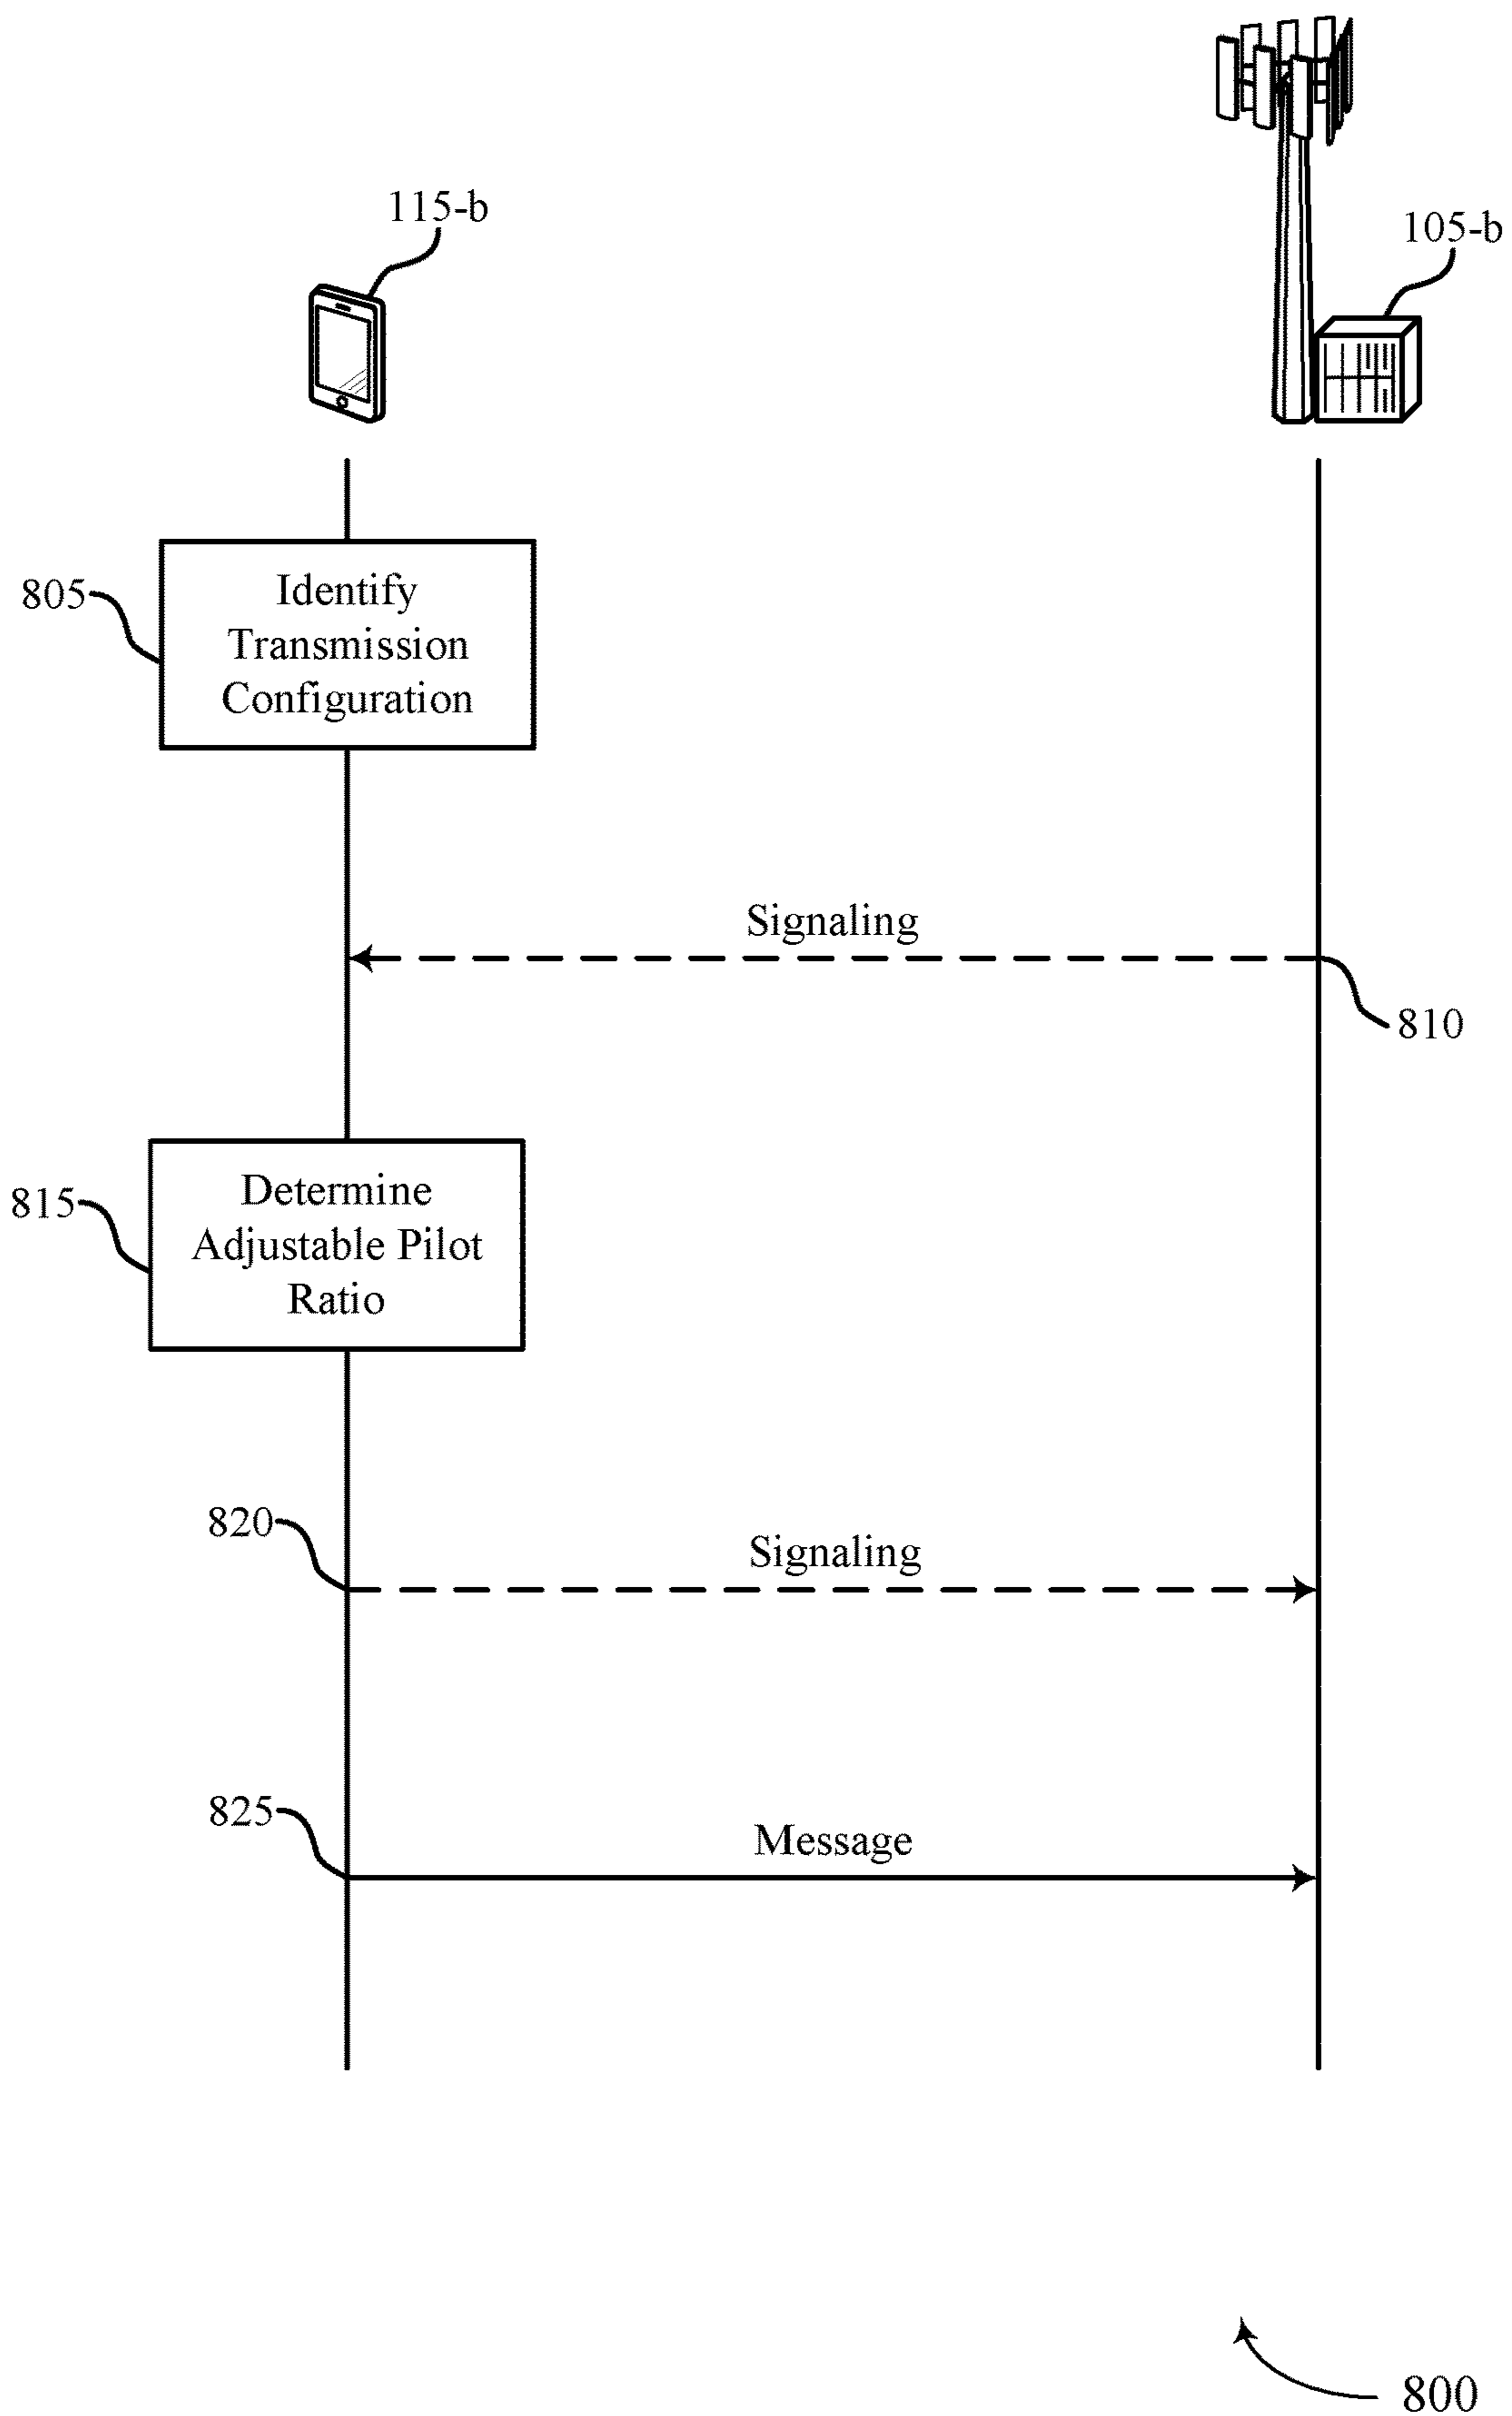 115-b
105-b
805
Identify
Transmission
Configuration
Signaling
810
815
Determine
Adjustable Pilot
Ratio
820
Signaling
825
Message
800